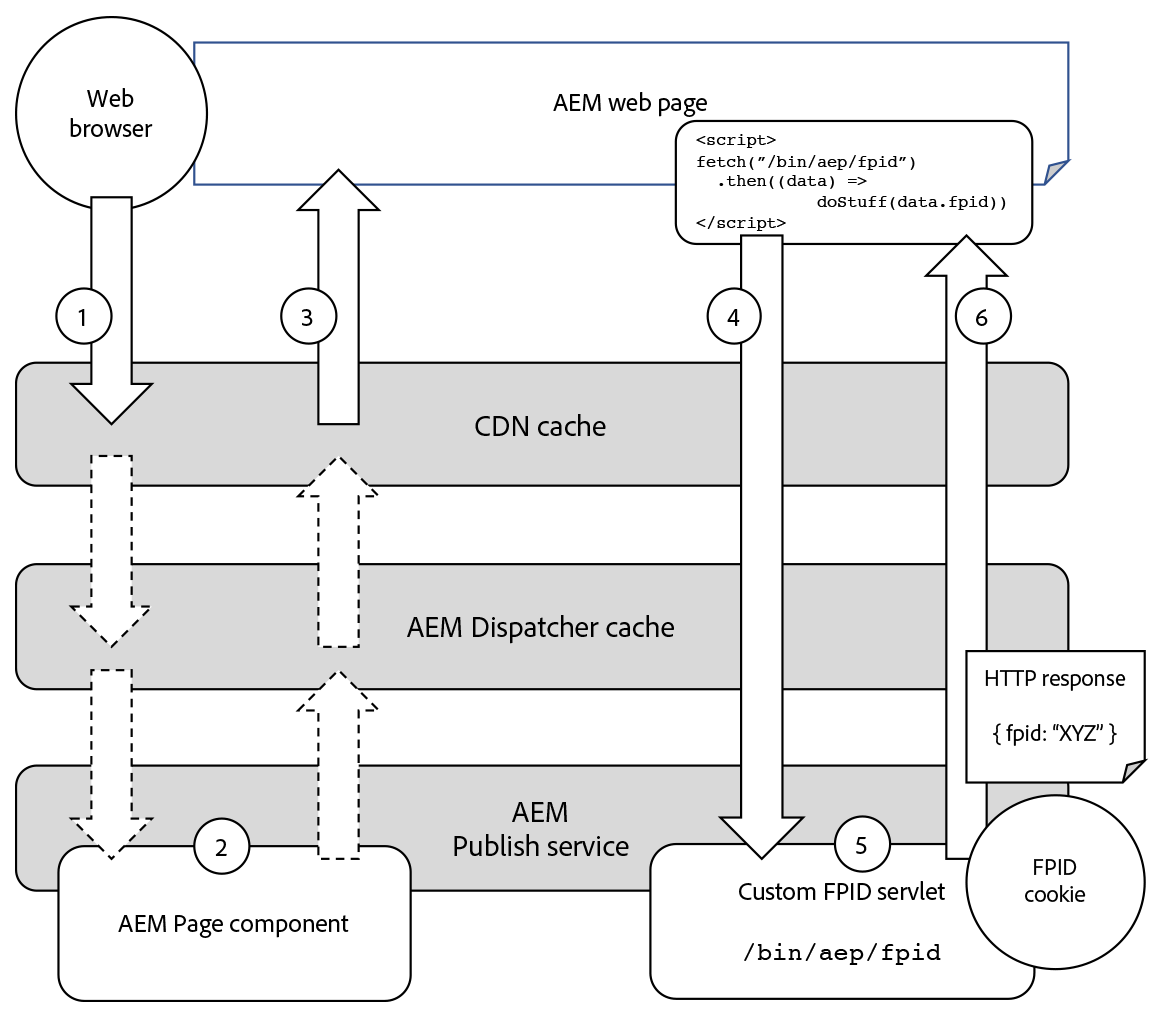 Web
browser
AEM web page
<script>
fetch(”/bin/aep/fpid”)
.then((data) =>
doStuff(data.fpid))
</script>
1
3
4
6
CDN cache
AEM Dispatcher cache
HTTP response
{ fpid: “XYZ” }
AEM
Publish service
2
5
AEM Page component
Custom FPID servlet
/bin/aep/fpid
FPID
cookie